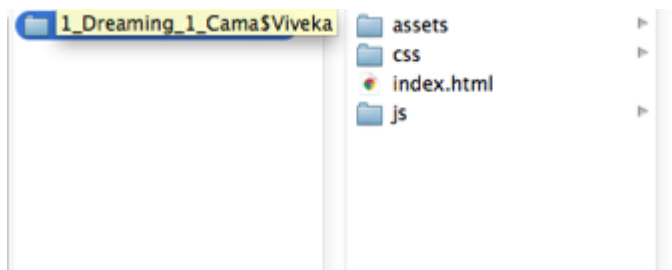 1_Dreaming_1_Cama$Viveka
assets
css
index.html
js